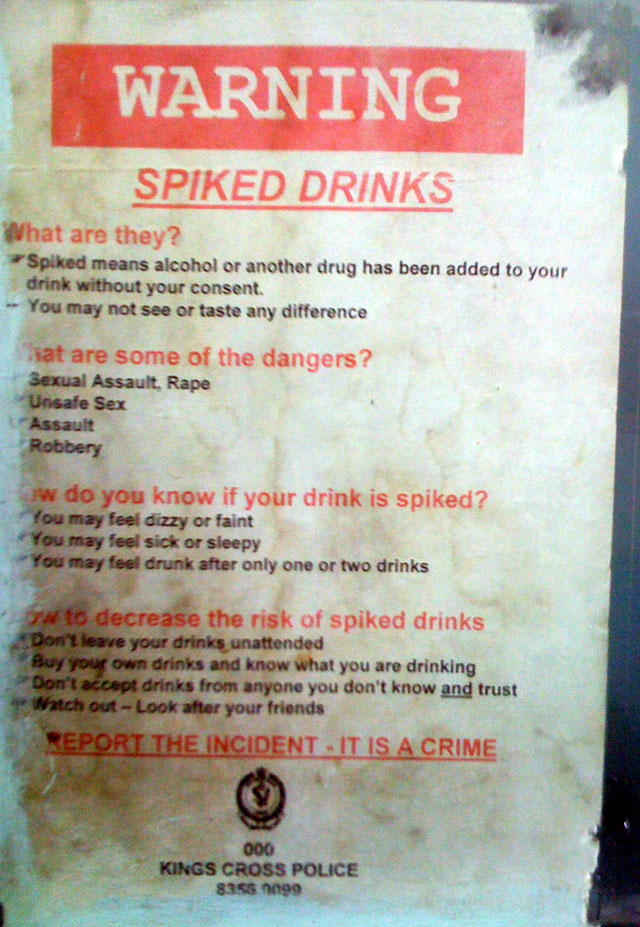 WARNING
SPIKED DRINKS
What are they?
Spiked means alcohol or another drug has been added to your
drink without your consent.
You may not see or taste any difference
What are some of the dangers?
Sexual Assault, Rape
Unsafe Sex
Assault
Robbery
How do you know if your drink is spiked?
You may feel dizzy or faint
You may feel sick or sleepy
You may feel drunk after only one or two drinks
How to decrease the risk of spiked drinks
Don't leave your drinks unattended
Buy your own drinks and know what you are drinking
Don't accept drinks from anyone you don't know and trust
Watch out – Look after your friends
REPORT THE INCIDENT - IT IS A CRIME
000
KINGS CROSS POLICE
8356 0099